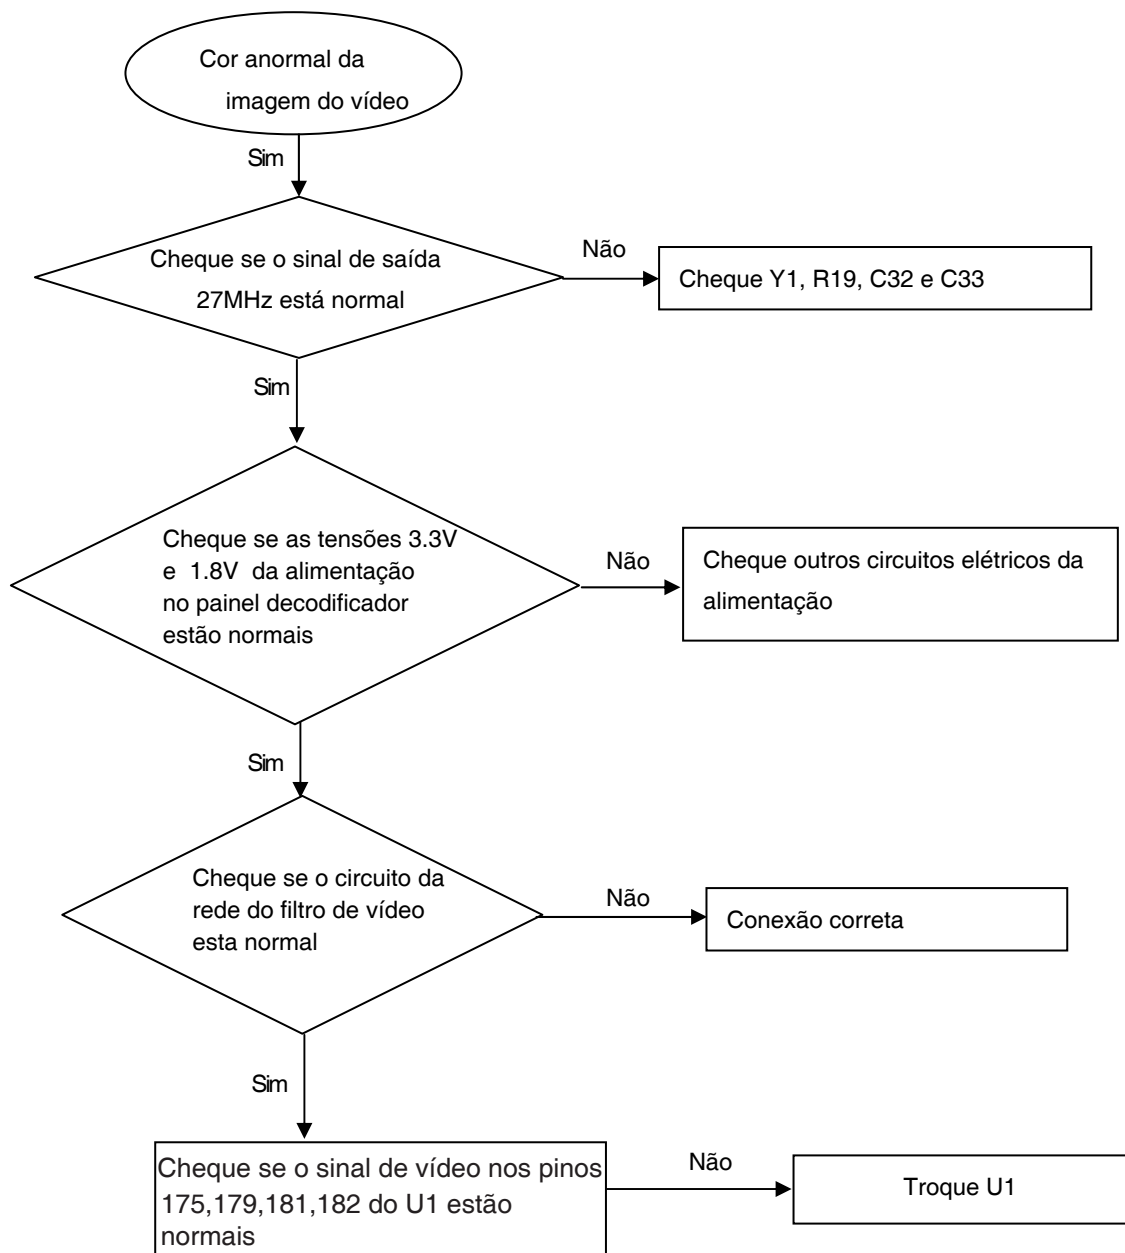 Cor anormal da
imagem do vídeo
Sim
Cheque se o sinal de saída
27MHz está normal
Não
Cheque Y1, R19, C32 e C33
Sim
Cheque se as tensões 3.3V
e 1.8V da alimentação
no painel decodificador
estão normais
Não
Cheque outros circuitos elétricos da
alimentação
Sim
Cheque se o circuito da
rede do filtro de vídeo
esta normal
Não
Conexão correta
Sim
Cheque se o sinal de vídeo nos pinos
175,179,181,182 do U1 estão
normais
Não
Troque U1